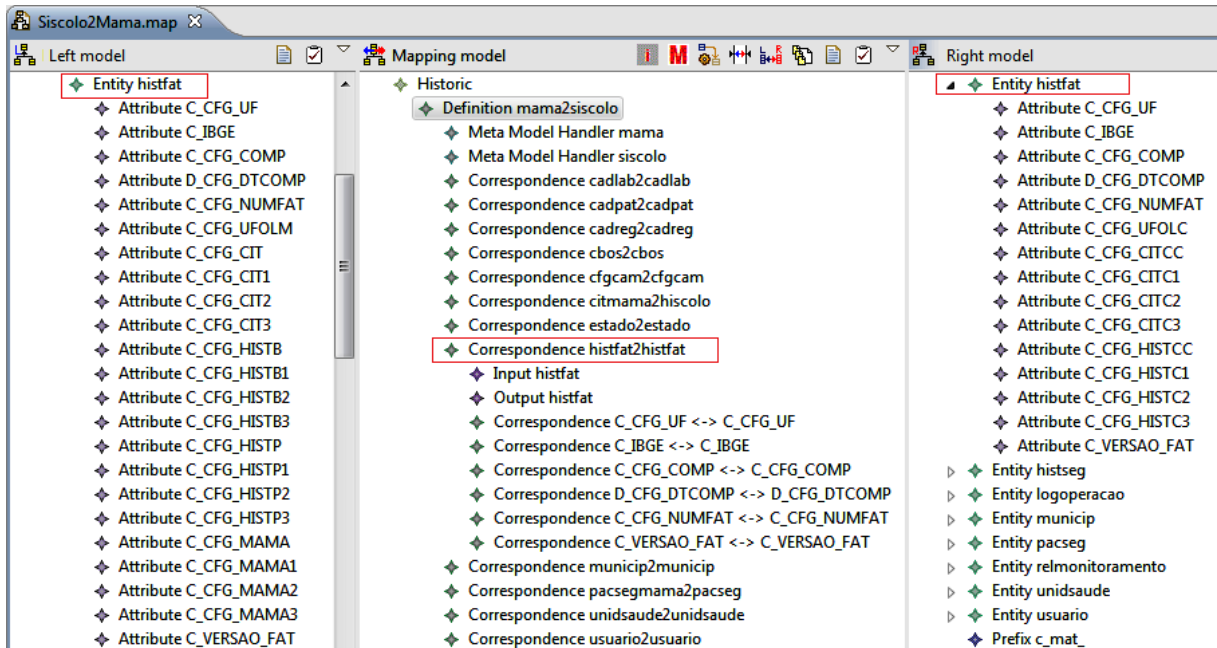 Siscolo2Mama.map
Left model
Entity histfat
Attribute C_CFG_UF
Attribute C_IBGE
Attribute C_CFG_COMP
Attribute D_CFG_DTCOMP
Attribute C_CFG_NUMFAT
Attribute C_CFG_UFOLM
Attribute C_CFG_CIT
Attribute C_CFG_CIT1
Attribute C_CFG_CIT2
Attribute C_CFG_CIT3
Attribute C_CFG_HISTB
Attribute C_CFG_HISTB1
Attribute C_CFG_HISTB2
Attribute C_CFG_HISTB3
Attribute C_CFG_HISTP
Attribute C_CFG_HISTP1
Attribute C_CFG_HISTP2
Attribute C_CFG_HISTP3
Attribute C_CFG_MAMA
Attribute C_CFG_MAMA1
Attribute C_CFG_MAMA2
Attribute C_CFG_MAMA3
Attribute C_VERSAO_FAT
Mapping model
i M
Historic
Definition mama2siscolo
Meta Model Handler mama
Meta Model Handler siscolo
Correspondence cadlab2cadlab
Correspondence cadpat2cadpat
Correspondence cadreg2cadreg
Correspondence cbos2cbos
Correspondence cfgcam2cfgcam
Correspondence citmama2hiscolo
Correspondence estado2estado
Correspondence histfat2histfat
Input histfat
Output histfat
Correspondence C_CFG_UF <-> C_CFG_UF
Correspondence C_IBGE <-> C_IBGE
Correspondence C_CFG_COMP <-> C_CFG_COMP
Correspondence D_CFG_DTCOMP <-> D_CFG_DTCOMP
Correspondence C_CFG_NUMFAT <-> C_CFG_NUMFAT
Correspondence C_VERSAO_FAT <-> C_VERSAO_FAT
Correspondence municip2municip
Correspondence pacsegmama2pacseg
Correspondence unidsaude2unidsaude
Correspondence usuario2usuario
Right model
Entity histfat
Attribute C_CFG_UF
Attribute C_IBGE
Attribute C_CFG_COMP
Attribute D_CFG_DTCOMP
Attribute C_CFG_NUMFAT
Attribute C_CFG_UFOLC
Attribute C_CFG_CITCC
Attribute C_CFG_CITC1
Attribute C_CFG_CITC2
Attribute C_CFG_CITC3
Attribute C_CFG_HISTCC
Attribute C_CFG_HISTC1
Attribute C_CFG_HISTC2
Attribute C_CFG_HISTC3
Attribute C_VERSAO_FAT
Entity histseg
Entity logoperacao
Entity municip
Entity pacseg
Entity relmonitoramento
Entity unidsaude
Entity usuario
Prefix c_mat_